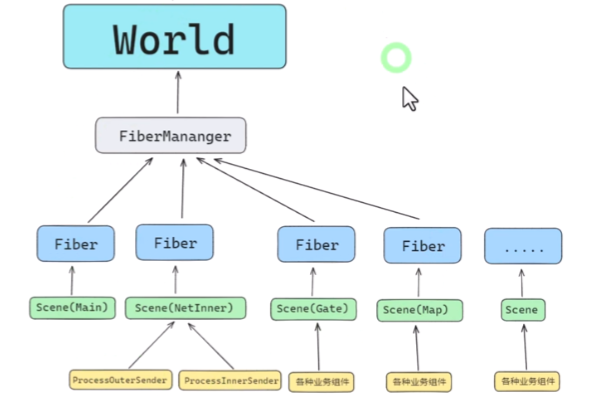 World
FiberMananger
Fiber
Fiber
Fiber
Fiber
.....
Scene(Main)
Scene(NetInner)
Scene(Gate)
Scene(Map)
Scene
ProcessOuterSender
ProcessInnerSender
各种业务组件
各种业务组件
各种业务组件